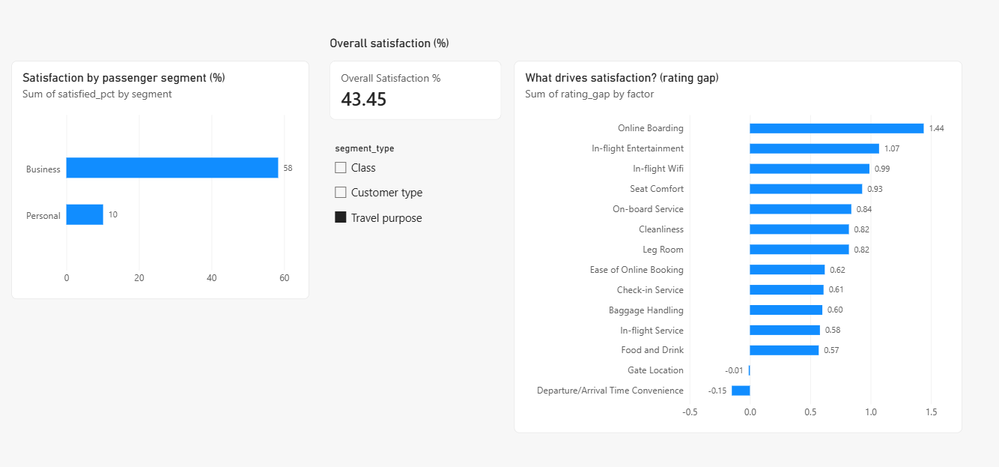 Overall satisfaction (%)
Satisfaction by passenger segment (%)
Sum of satisfied_pct by segment
Business 58
Personal 10
0 20 40 60
Overall Satisfaction %
43.45
segment_type
Class
Customer type
Travel purpose
What drives satisfaction? (rating gap)
Sum of rating_gap by factor
Online Boarding 1.44
In-flight Entertainment 1.07
In-flight Wifi 0.99
Seat Comfort 0.93
On-board Service 0.84
Cleanliness 0.82
Leg Room 0.82
Ease of Online Booking 0.62
Check-in Service 0.61
Baggage Handling 0.60
In-flight Service 0.58
Food and Drink 0.57
Gate Location -0.01
Departure/Arrival Time Convenience -0.15
-0.5 0.0 0.5 1.0 1.5